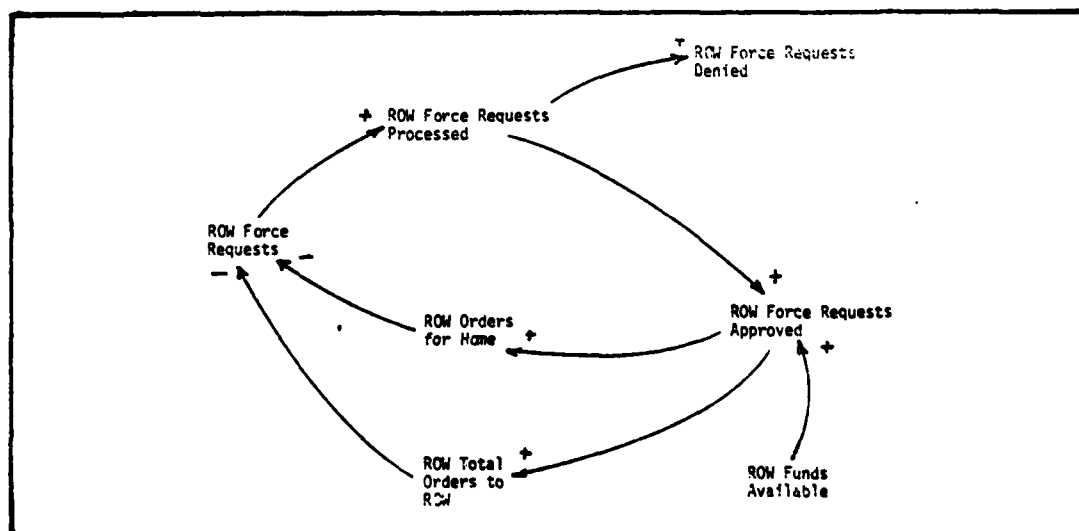 + ROW Force Requests
Denied
+ ROW Force Requests
Processed
ROW Force
Requests -
-
+
ROW Force Requests
Approved
+
ROW Orders +
for Home
ROW Total +
Orders to
ROW
ROW Funds
Available